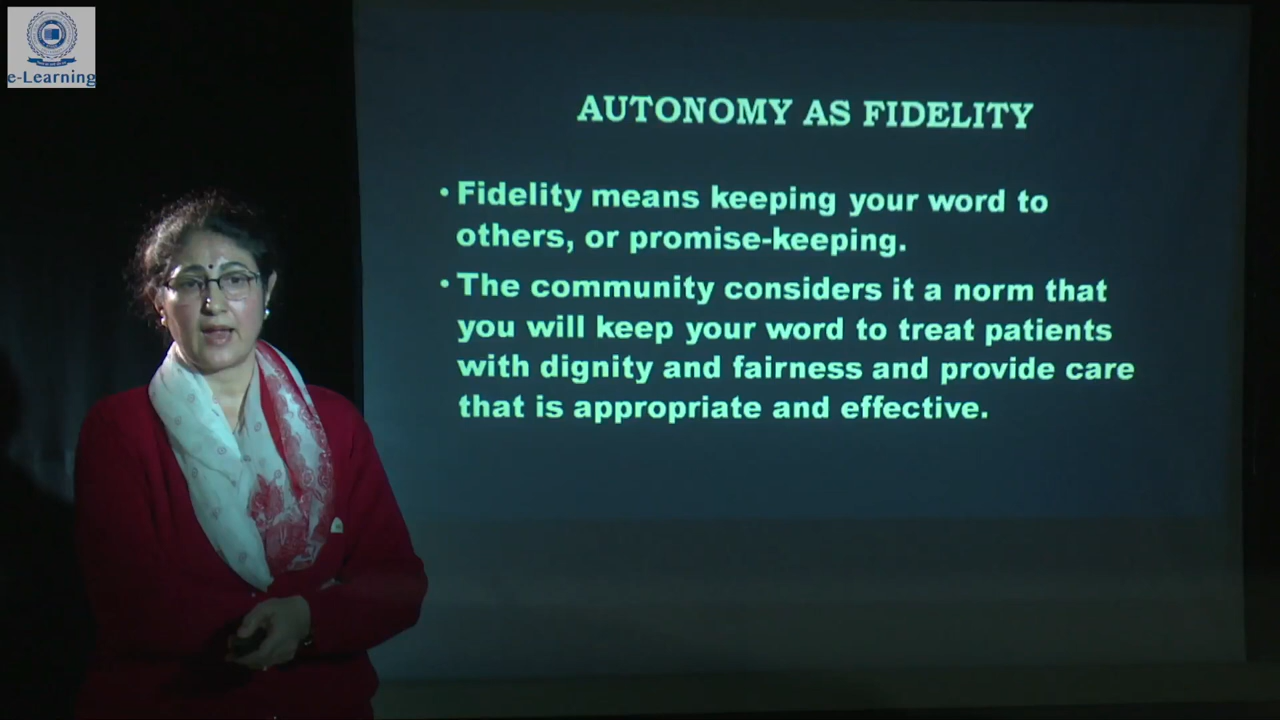 e-Learning
AUTONOMY AS FIDELITY
• Fidelity means keeping your word to
others, or promise-keeping.
• The community considers it a norm that
you will keep your word to treat patients
with dignity and fairness and provide care
that is appropriate and effective.